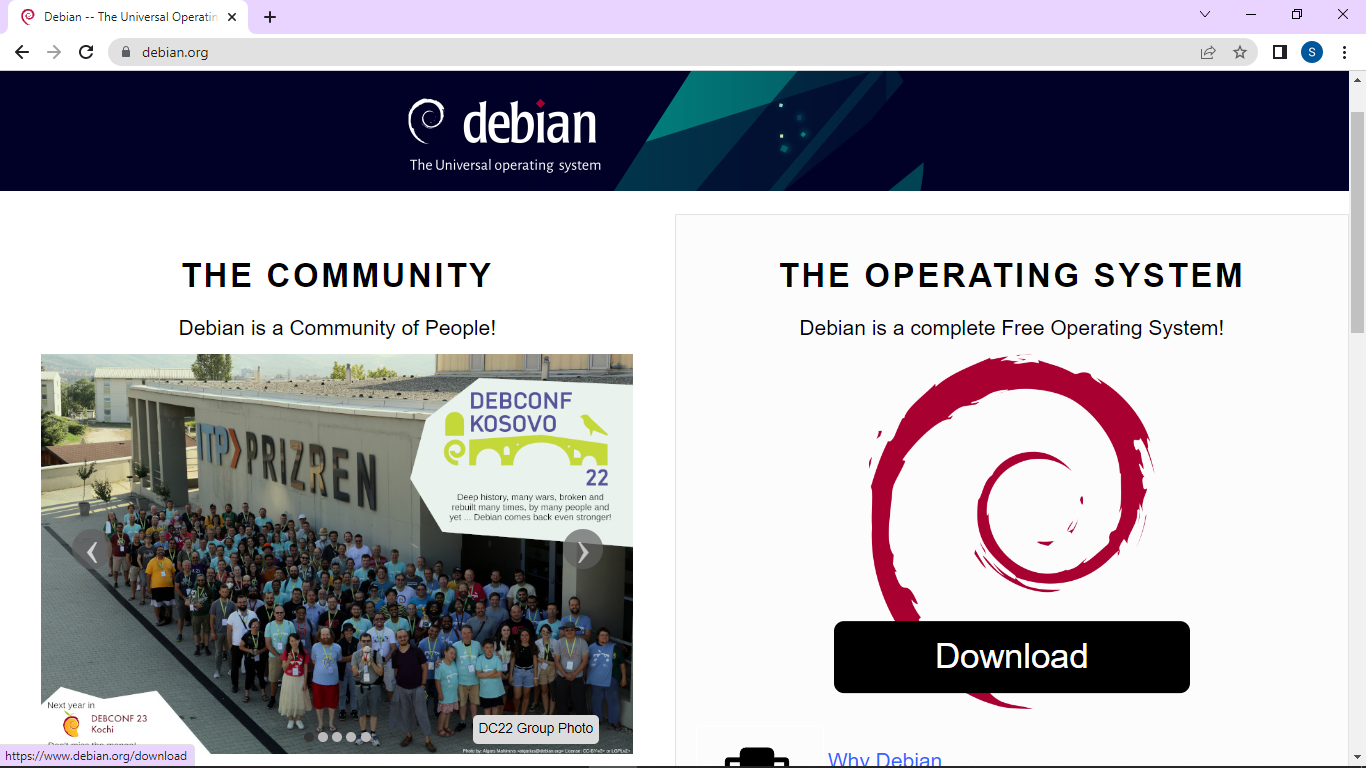 Debian -- The Universal Operatin
debian.org
S
debian
The Universal operating system
THE COMMUNITY
Debian is a Community of People!
ITP PRIZREN
DEBCONF
KOSOVO
22
Deep history, many wars, broken and
rebuilt many times, by many people and
yet ... Debian comes back even stronger!
Next year in
DEBCONF 23
Kochi
DC22 Group Photo
THE OPERATING SYSTEM
Debian is a complete Free Operating System!
Download
Why Debian
https://www.debian.org/download